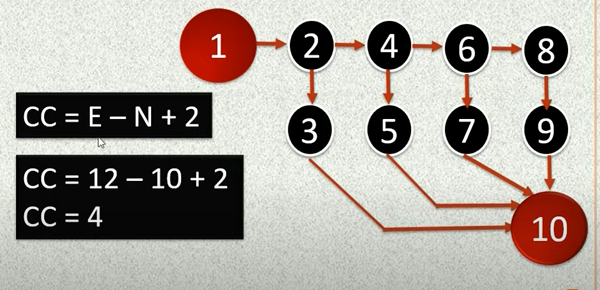 1 2 4 6 8
3 5 7 9
CC = E – N + 2
CC = 12 – 10 + 2
CC = 4
10